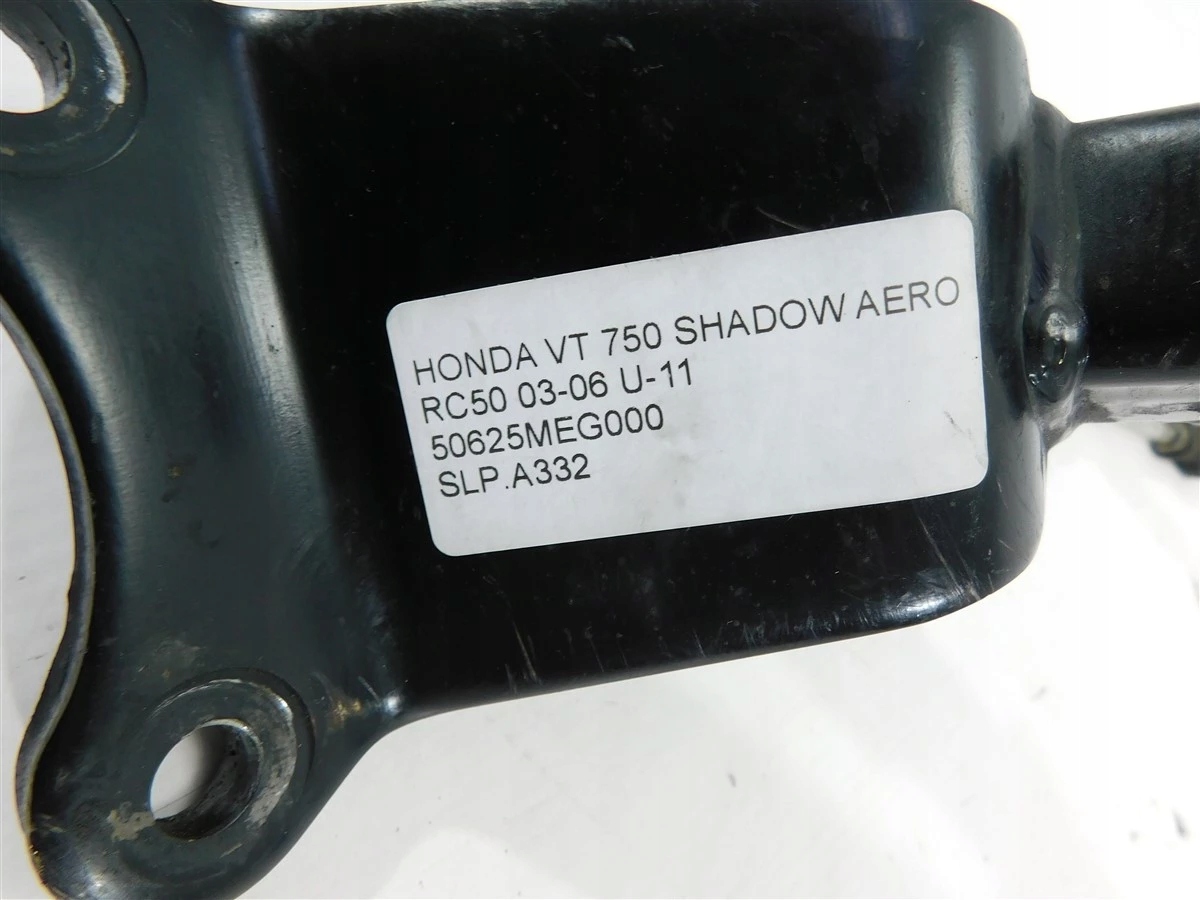 HONDA VT 750 SHADOW AERO
RC50 03-06 U-11
50625MEG000
SLP.A332